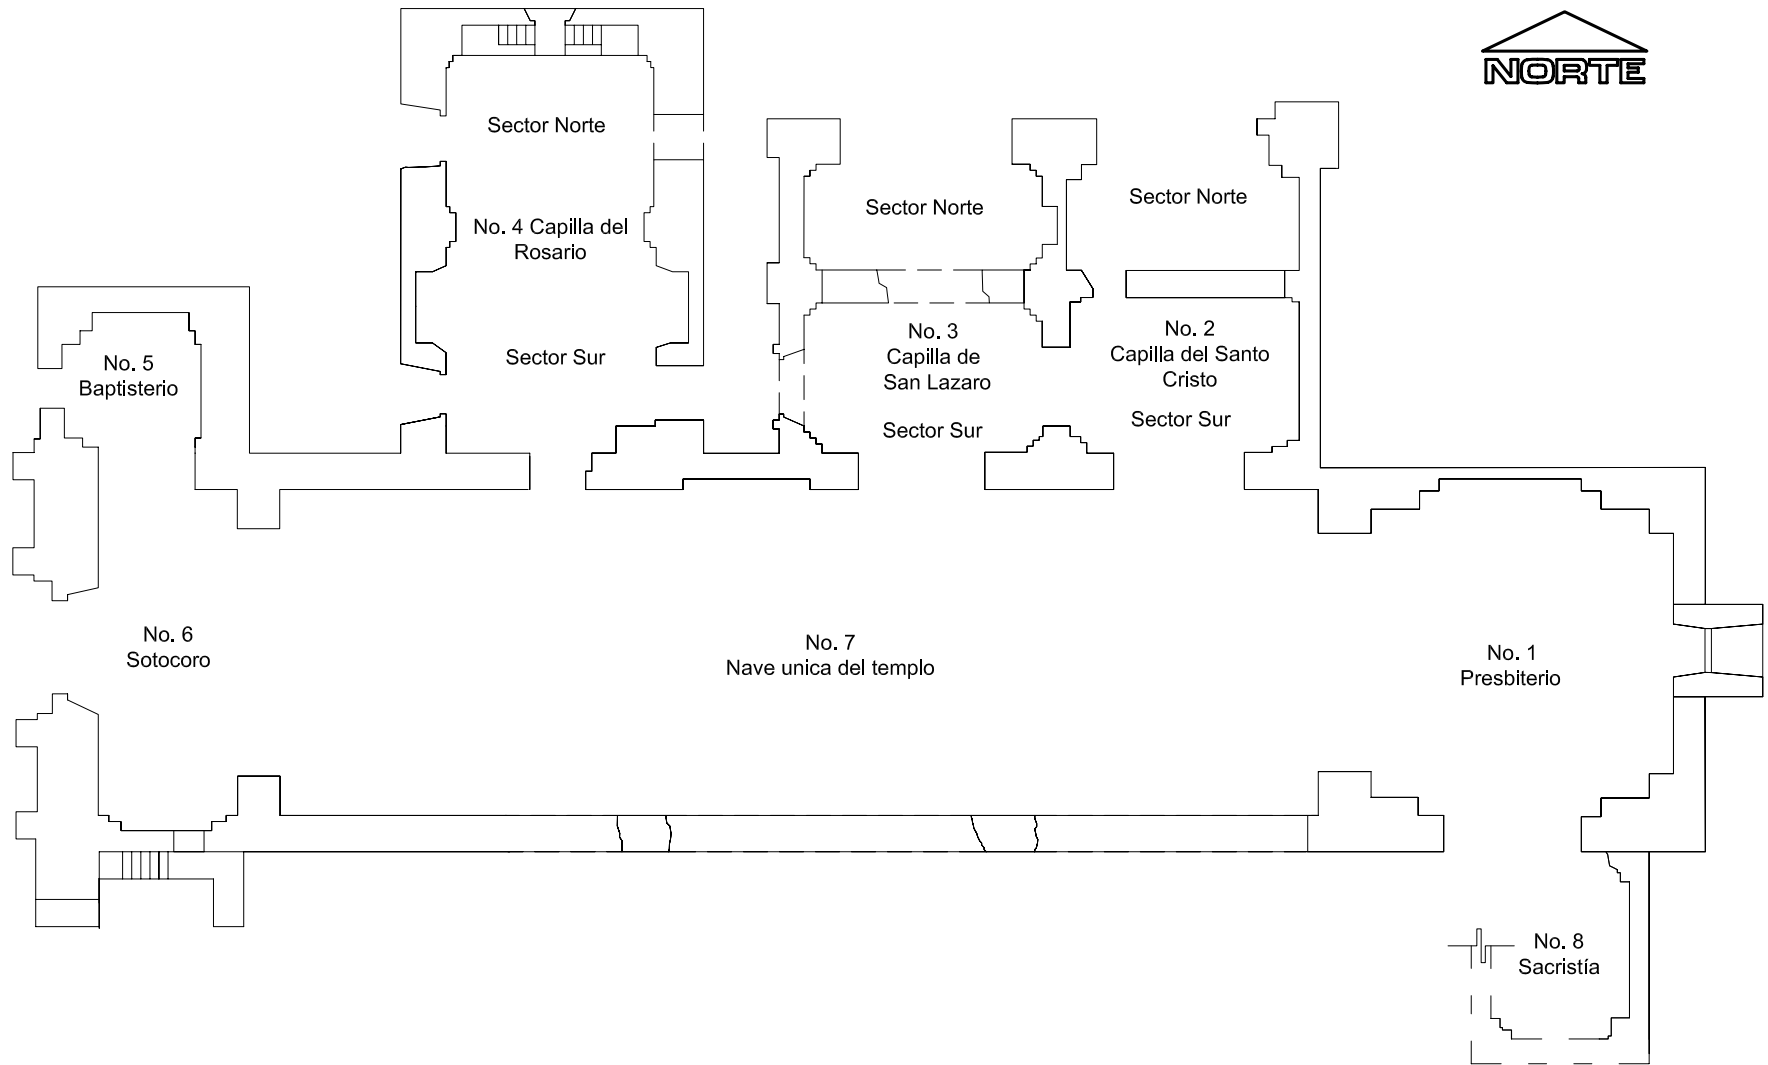 NORTE
Sector Norte
No. 4 Capilla del
Rosario
Sector Sur
Sector Norte
No. 3
Capilla de
San Lazaro
Sector Sur
Sector Norte
No. 2
Capilla del Santo
Cristo
Sector Sur
No. 5
Baptisterio
No. 6
Sotocoro
No. 7
Nave unica del templo
No. 1
Presbiterio
No. 8
Sacristía